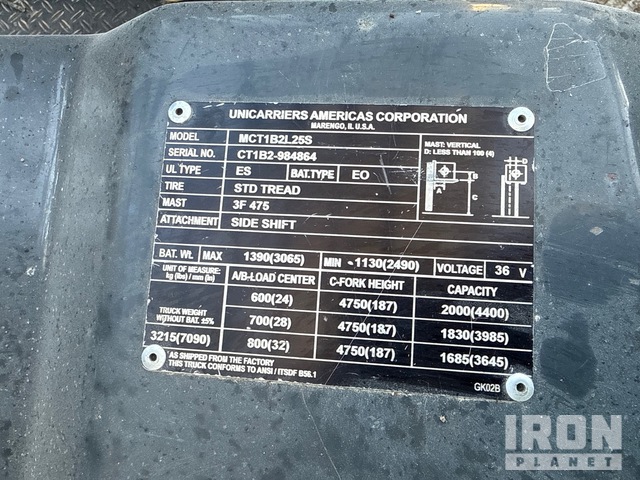 UNICARRIERS AMERICAS CORPORATION
MARENGO, IL U.S.A.
MODEL MCT1B2L25S
SERIAL NO. CT1B2-984864
UL TYPE ES BAT.TYPE EO
TIRE STD TREAD
MAST 3F 475
ATTACHMENT SIDE SHIFT
MAST: VERTICAL
D: LESS THAN 100 (4)
D
B
A
C
BAT. Wt. MAX 1390(3065) MIN 1130(2490) VOLTAGE 36 V
UNIT OF MEASURE:
kg (lbs) / mm (in)
A/B-LOAD CENTER C-FORK HEIGHT CAPACITY
600(24) 4750(187) 2000(4400)
TRUCK WEIGHT
WITHOUT BAT. ±5%
700(28) 4750(187) 1830(3985)
3215(7090) 800(32) 4750(187) 1685(3645)
AS SHIPPED FROM THE FACTORY
THIS TRUCK CONFORMS TO ANSI / ITSDF B56.1
GK02B
IRON
PLANET